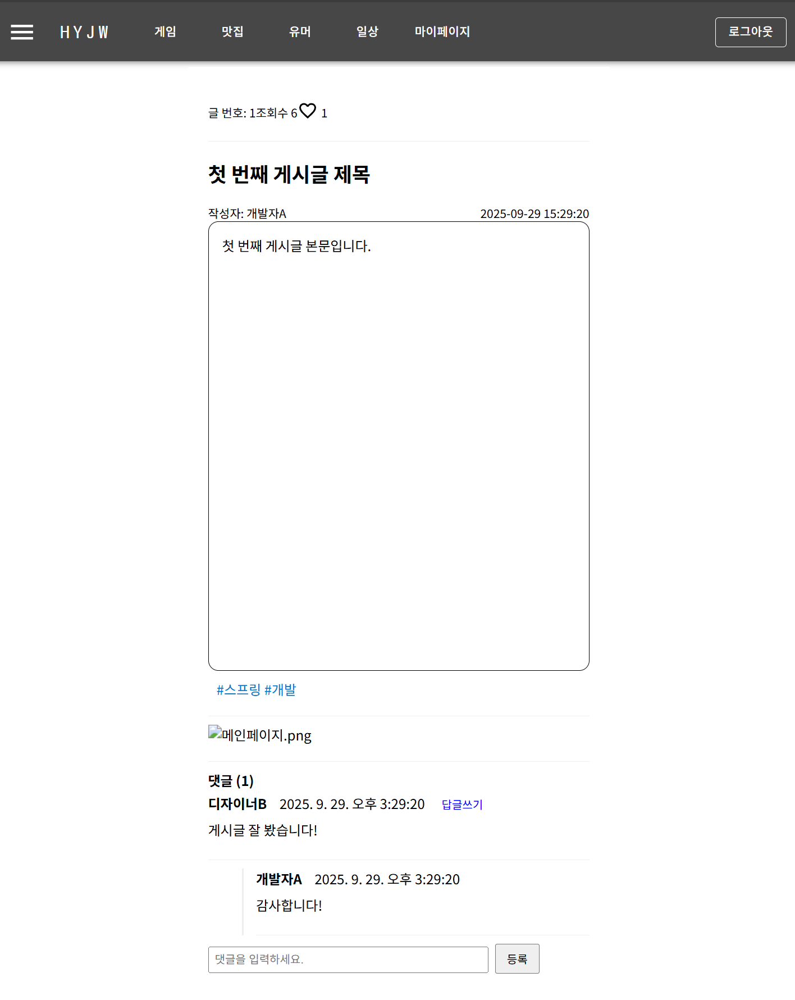 HYJW 게임 맛집 유머 일상 마이페이지 로그아웃
글 번호: 1조회수 6 1
첫 번째 게시글 제목
작성자: 개발자A 2025-09-29 15:29:20
첫 번째 게시글 본문입니다.
#스프링 #개발
메인페이지.png
댓글 (1)
디자이너B 2025. 9. 29. 오후 3:29:20 답글쓰기
게시글 잘 봤습니다!
개발자A 2025. 9. 29. 오후 3:29:20
감사합니다!
댓글을 입력하세요. 등록